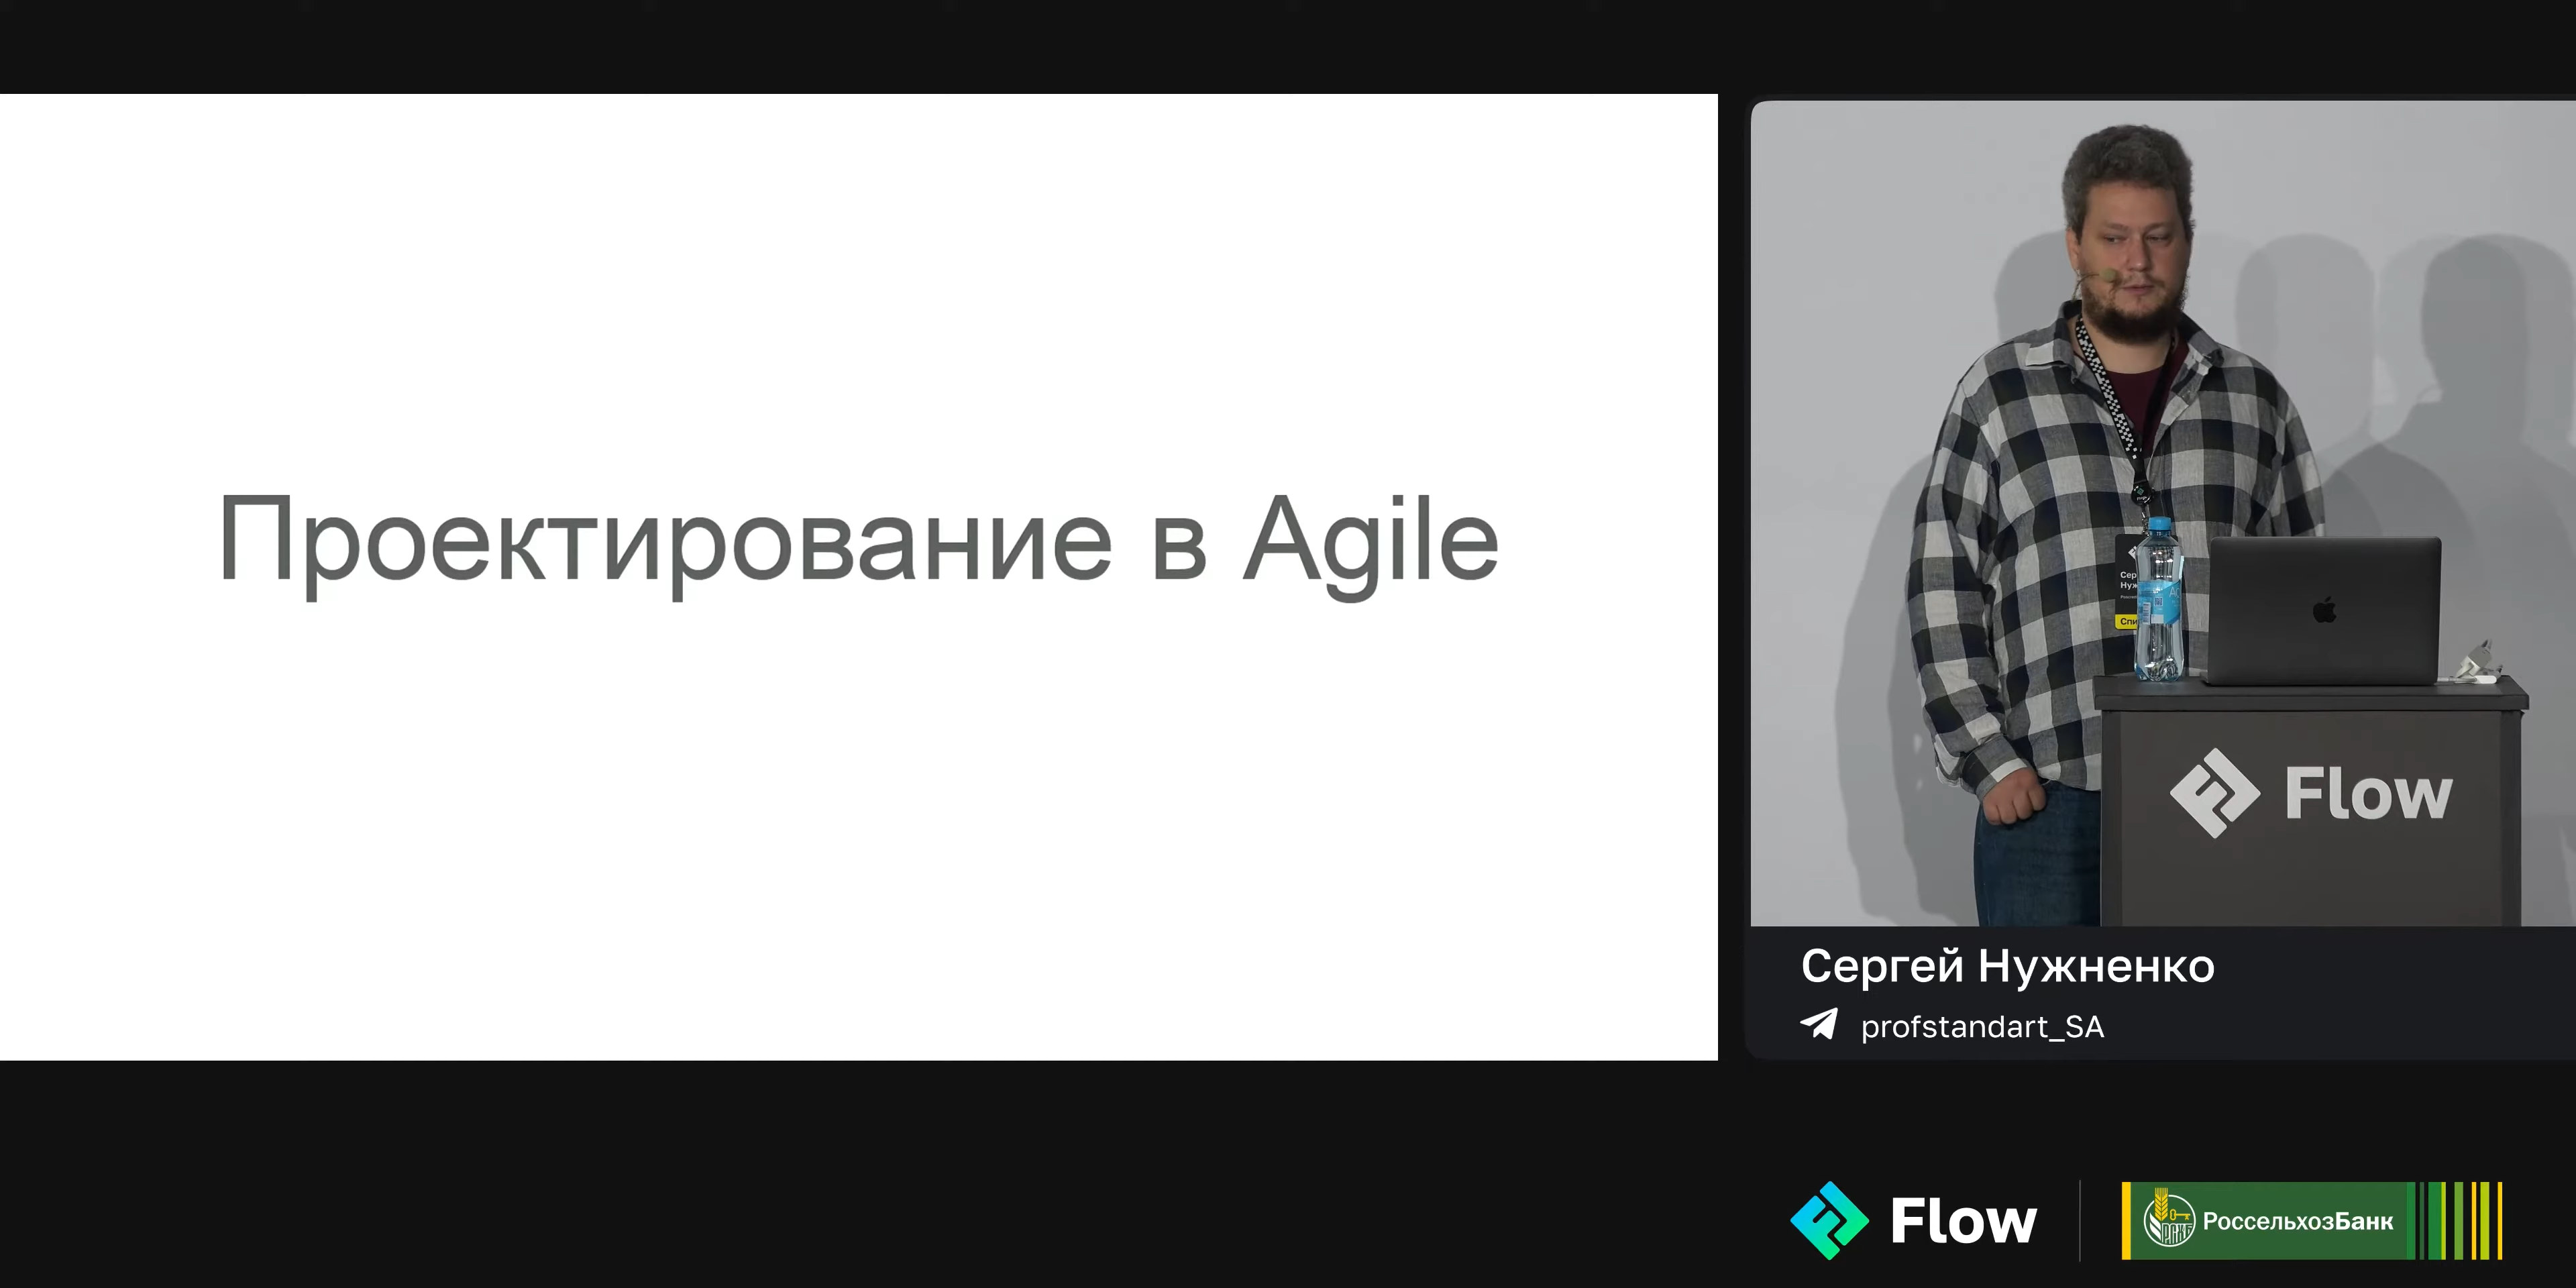 Проектирование в Agile
Flow
Сергей Нужненко
profstandart_SA
Flow
РоссельхозБанк